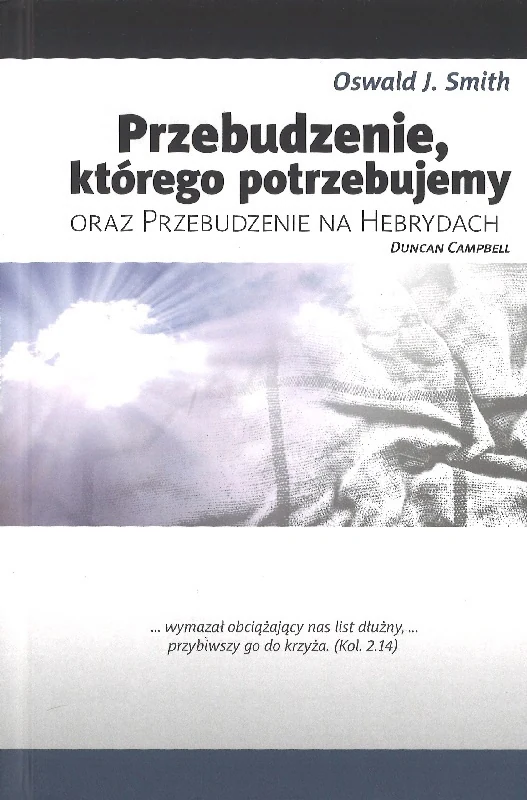 Oswald J. Smith
Przebudzenie,
którego potrzebujemy
ORAZ PRZEBUDZENIE NA HEBRYDACH
DUNCAN CAMPBELL
... wymazał obciążający nas list dłużny, ...
przybiwszy go do krzyża. (Kol. 2.14)